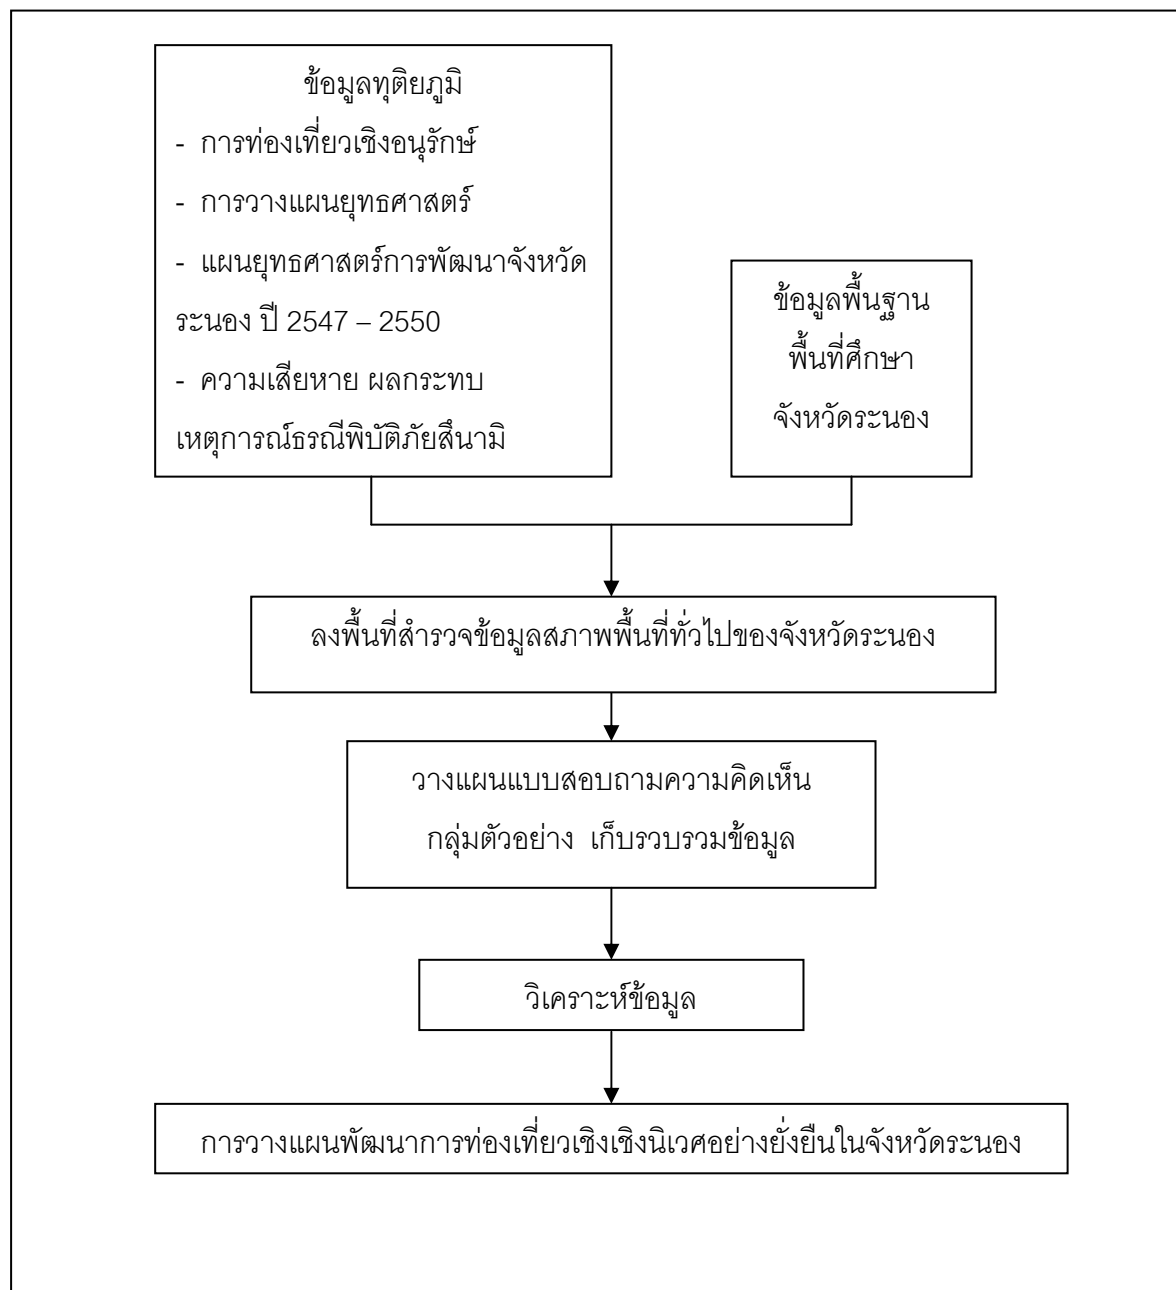 ข้อมูลทุติยภูมิ
- การท่องเที่ยวเชิงอนุรักษ์
- การวางแผนยุทธศาสตร์
- แผนยุทธศาสตร์การพัฒนาจังหวัด
ระนอง ปี 2547 – 2550
- ความเสียหาย ผลกระทบ
เหตุการณ์ธรณีพิบัติภัยสึนามิ
ข้อมูลพื้นฐาน
พื้นที่ศึกษา
จังหวัดระนอง
ลงพื้นที่สำรวจข้อมูลสภาพพื้นที่ทั่วไปของจังหวัดระนอง
วางแผนแบบสอบถามความคิดเห็น
กลุ่มตัวอย่าง เก็บรวบรวมข้อมูล
วิเคราะห์ข้อมูล
การวางแผนพัฒนาการท่องเที่ยวเชิงเชิงนิเวศอย่างยั่งยืนในจังหวัดระนอง